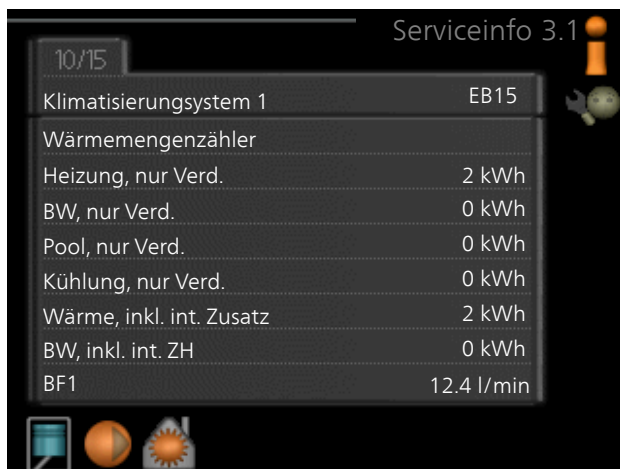 Serviceinfo 3.1
10/15
Klimatisierungsystem 1 EB15
Wärmemengenzähler
Heizung, nur Verd. 2 kWh
BW, nur Verd. 0 kWh
Pool, nur Verd. 0 kWh
Kühlung, nur Verd. 0 kWh
Wärme, inkl. int. Zusatz 2 kWh
BW, inkl. int. ZH 0 kWh
BF1 12.4 l/min